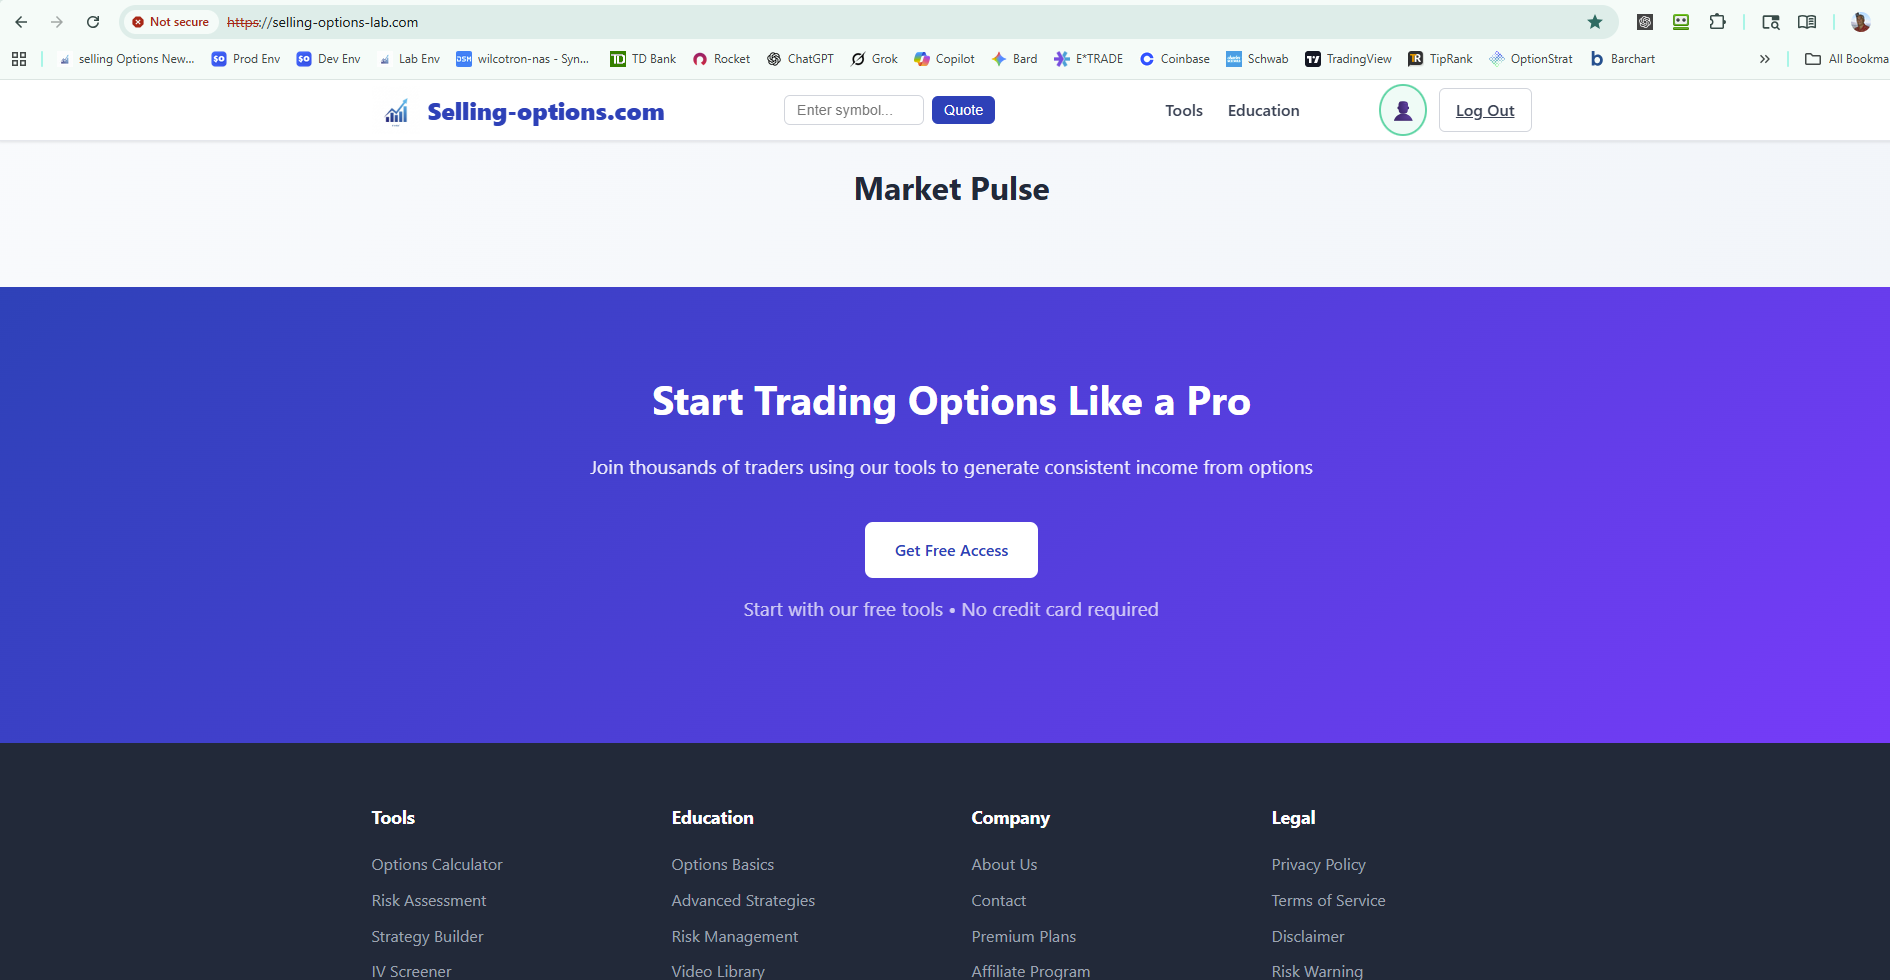 Not secure https://selling-options-lab.com
selling Options New... SO Prod Env SO Dev Env Lab Env DSM wilcotron-nas - Syn... TD TD Bank Rocket ChatGPT Grok Copilot Bard E*TRADE Coinbase Schwab TradingView TR TipRank OptionStrat b Barchart » All Bookma
Selling-options.com Enter symbol... Quote Tools Education Log Out
Market Pulse
Start Trading Options Like a Pro
Join thousands of traders using our tools to generate consistent income from options
Get Free Access
Start with our free tools • No credit card required
Tools Education Company Legal
Options Calculator Options Basics About Us Privacy Policy
Risk Assessment Advanced Strategies Contact Terms of Service
Strategy Builder Risk Management Premium Plans Disclaimer
IV Screener Video Library Affiliate Program Risk Warning